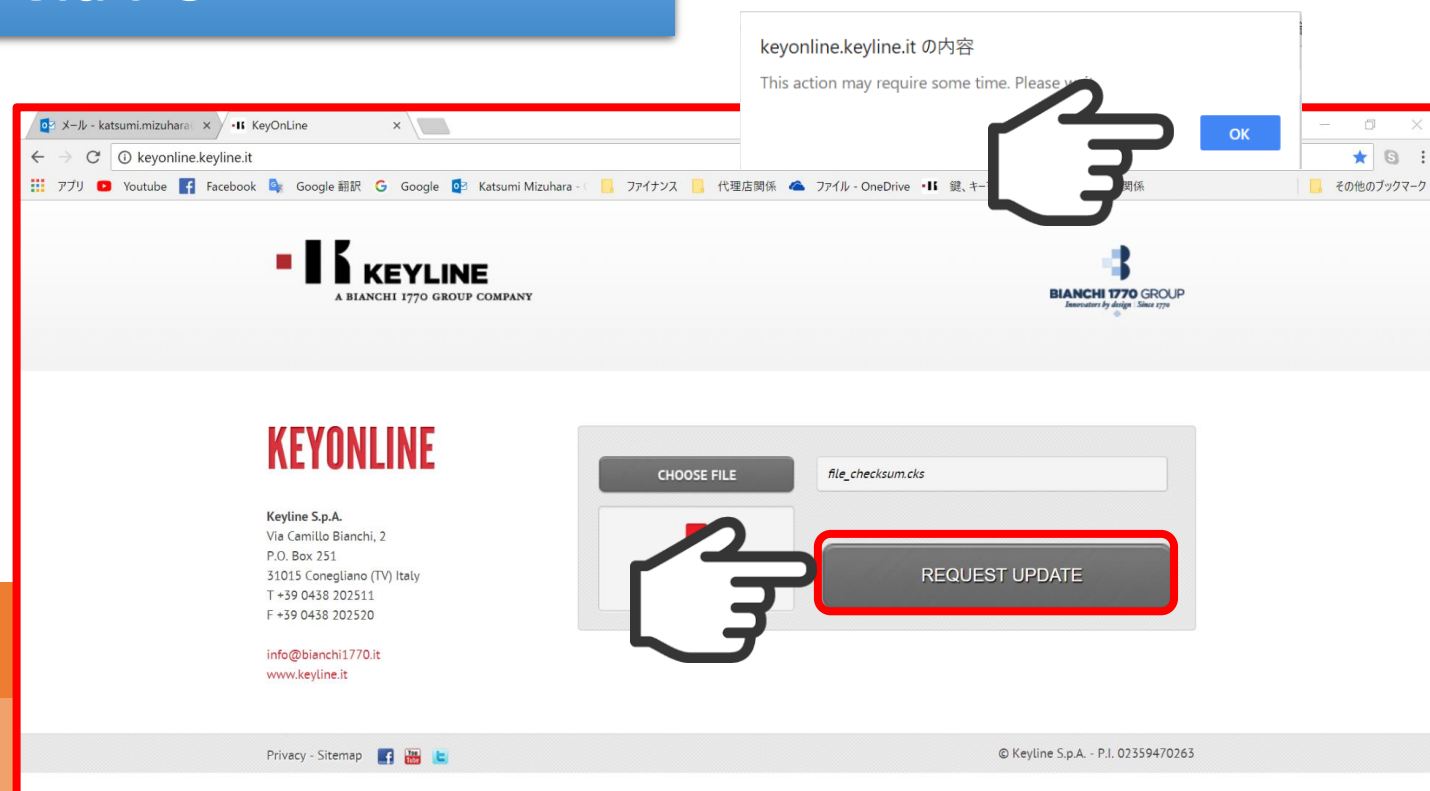 keyonline.keyline.it の内容
This action may require some time. Please
OK
メール - katsumi.mizuhara
KeyOnLine
keyonline.keyline.it
アプリ Youtube Facebook Google 翻訳 Google Katsumi Mizuhara - ファイナンス 代理店関係 ファイル - OneDrive 鍵、キー 関係 その他のブックマーク
KEYLINE
A BIANCHI 1770 GROUP COMPANY
BIANCHI 1770 GROUP
Innovators by design | Since 1770
KEYONLINE
CHOOSE FILE
file_checksum.cks
REQUEST UPDATE
Keyline S.p.A.
Via Camillo Bianchi, 2
P.O. Box 251
31015 Conegliano (TV) Italy
T +39 0438 202511
F +39 0438 202520
info@bianchi1770.it
www.keyline.it
Privacy - Sitemap
You Tube
© Keyline S.p.A. - P.I. 02359470263